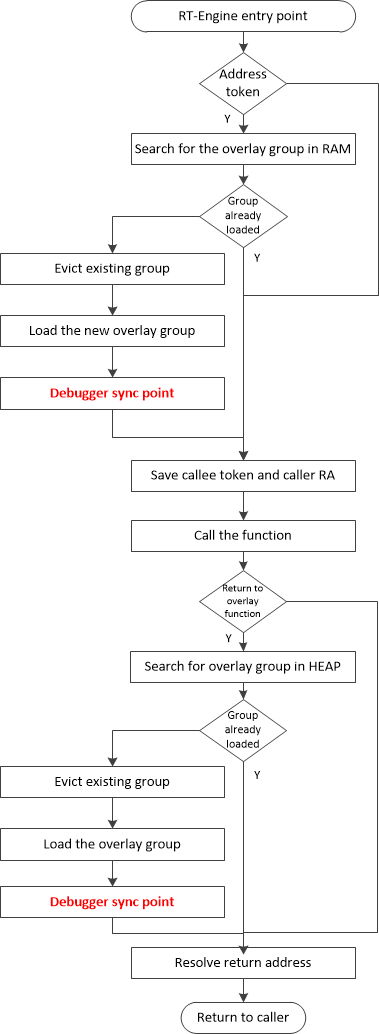 RT-Engine entry point
Address
token
Y
Search for the overlay group in RAM
Group
already
loaded
Y
Evict existing group
Load the new overlay group
Debugger sync point
Save callee token and caller RA
Call the function
Return to
overlay
function
Y
Search for overlay group in HEAP
Group
already
loaded
Y
Evict existing group
Load the overlay group
Debugger sync point
Resolve return address
Return to caller